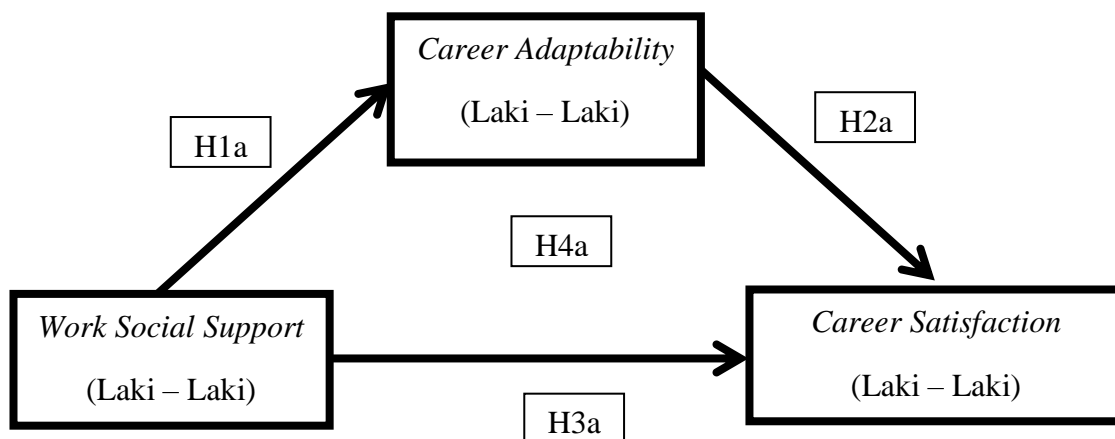 Career Adaptability
(Laki – Laki)
H1a
H2a
H4a
Work Social Support
(Laki – Laki)
Career Satisfaction
(Laki – Laki)
H3a